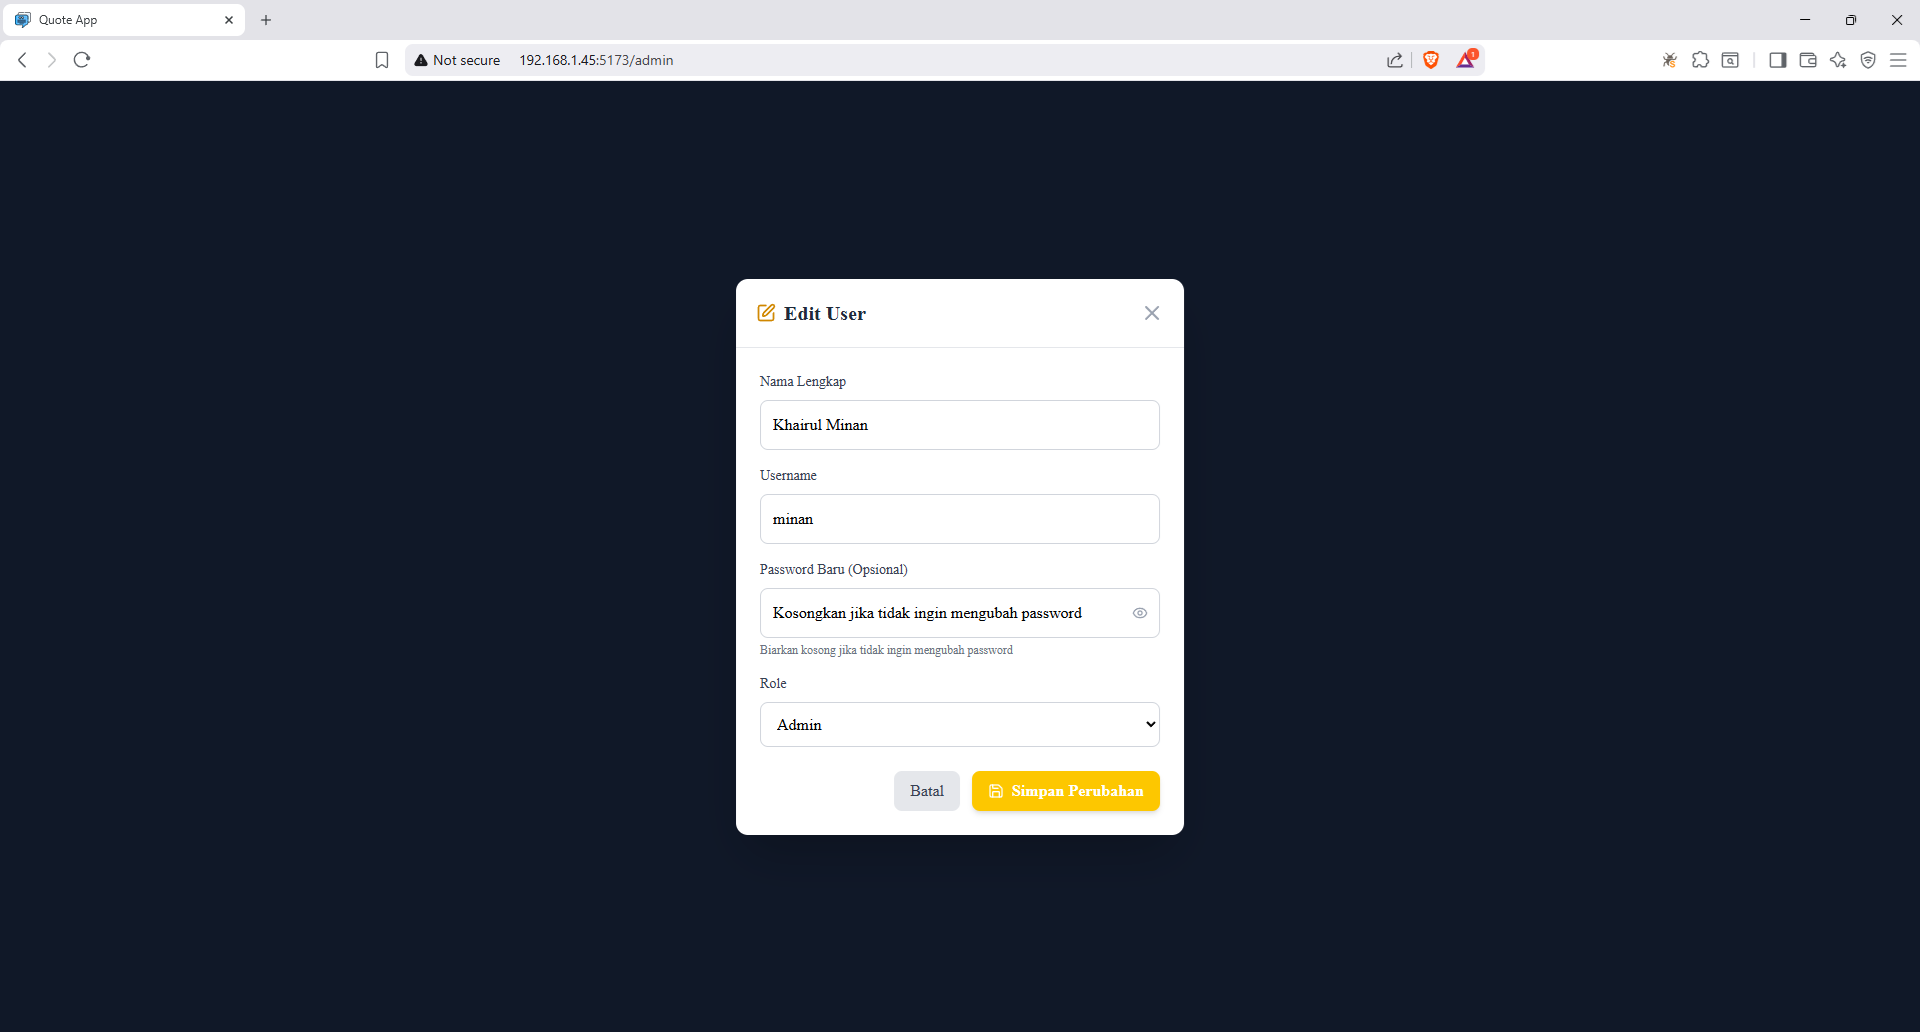 Quote App
Not secure 192.168.1.45:5173/admin
1
Edit User
Nama Lengkap
Khairul Minan
Username
minan
Password Baru (Opsional)
Kosongkan jika tidak ingin mengubah password
Biarkan kosong jika tidak ingin mengubah password
Role
Admin
Batal
Simpan Perubahan